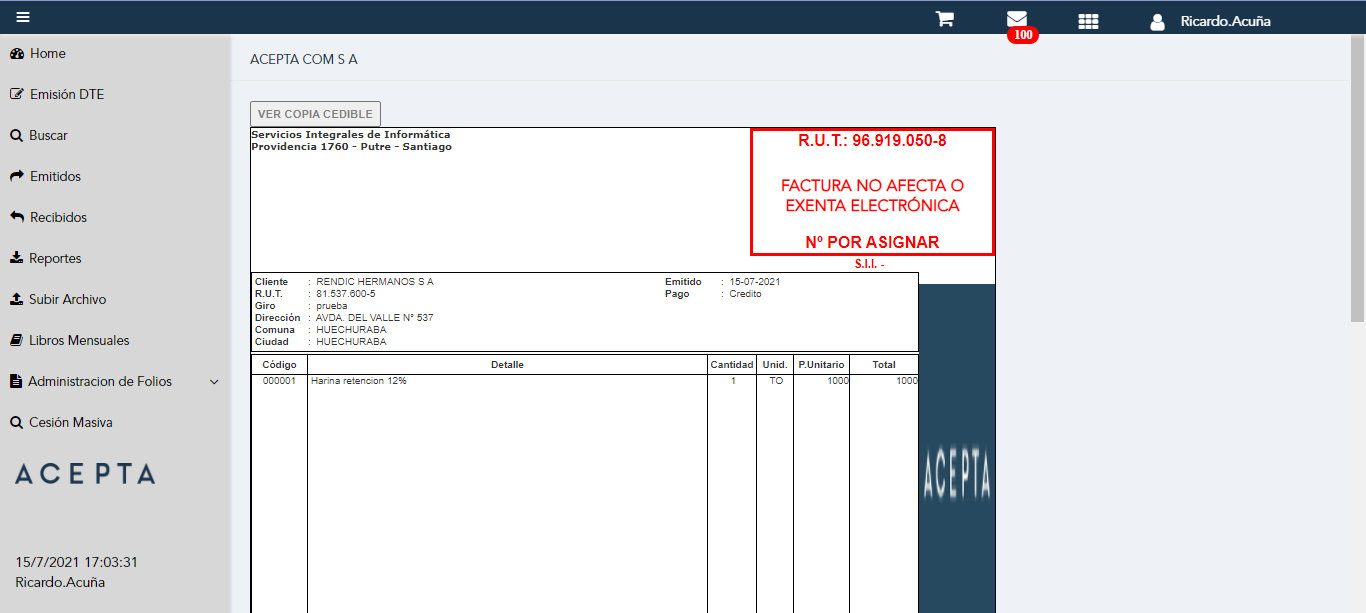 100
Ricardo.Acuña
Home
Emisión DTE
Buscar
Emitidos
Recibidos
Reportes
Subir Archivo
Libros Mensuales
Administracion de Folios
Cesión Masiva
ACEPTA
15/7/2021 17:03:31
Ricardo.Acuña
ACEPTA COM S A
VER COPIA CEDIBLE
Servicios Integrales de Informática
Providencia 1760 - Putre - Santiago
R.U.T.: 96.919.050-8
FACTURA NO AFECTA O
EXENTA ELECTRÓNICA
Nº POR ASIGNAR
S.I.I. -
Cliente : RENDIC HERMANOS S A Emitido : 15-07-2021
R.U.T. : 81.537.600-5 Pago : Credito
Giro : prueba
Dirección : AVDA. DEL VALLE N° 537
Comuna : HUECHURABA
Ciudad : HUECHURABA
Código Detalle Cantidad Unid. P.Unitario Total
000001 Harina retencion 12% 1 TO 1000 1000
ACEPTA